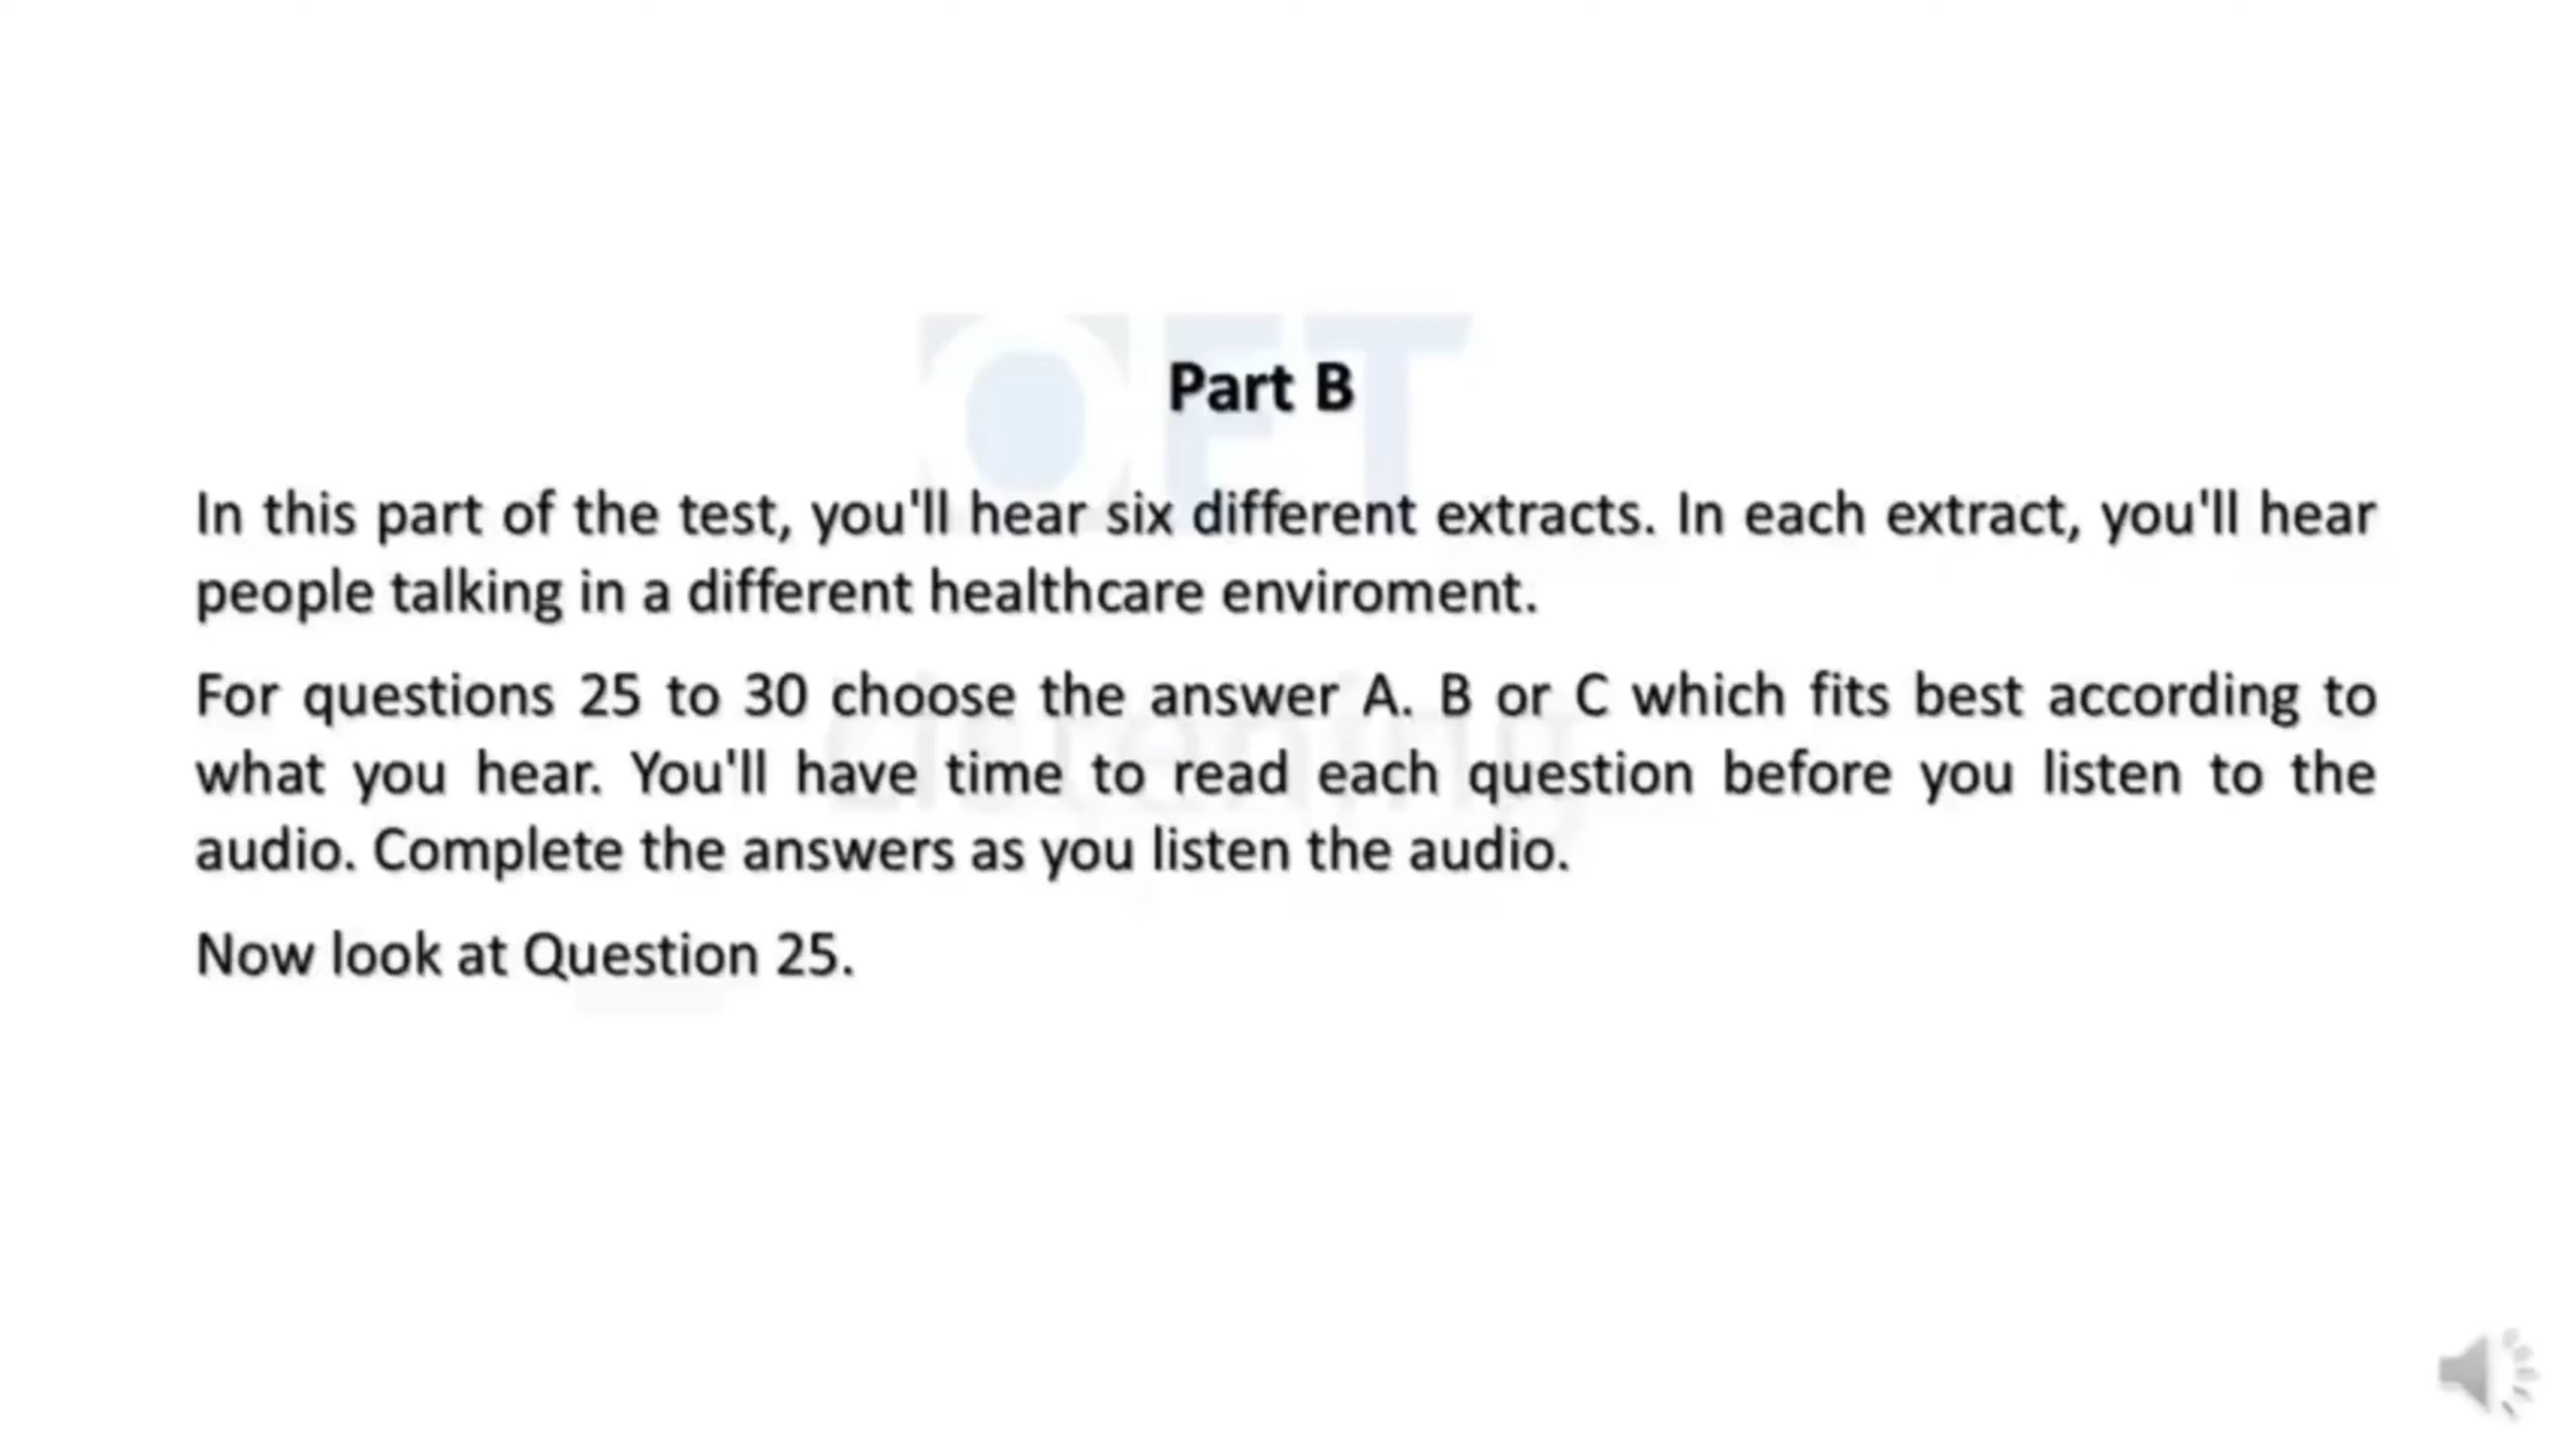 Part B
In this part of the test, you'll hear six different extracts. In each extract, you'll hear
people talking in a different healthcare enviroment.
For questions 25 to 30 choose the answer A. B or C which fits best according to
what you hear. You'll have time to read each question before you listen to the
audio. Complete the answers as you listen the audio.
Now look at Question 25.